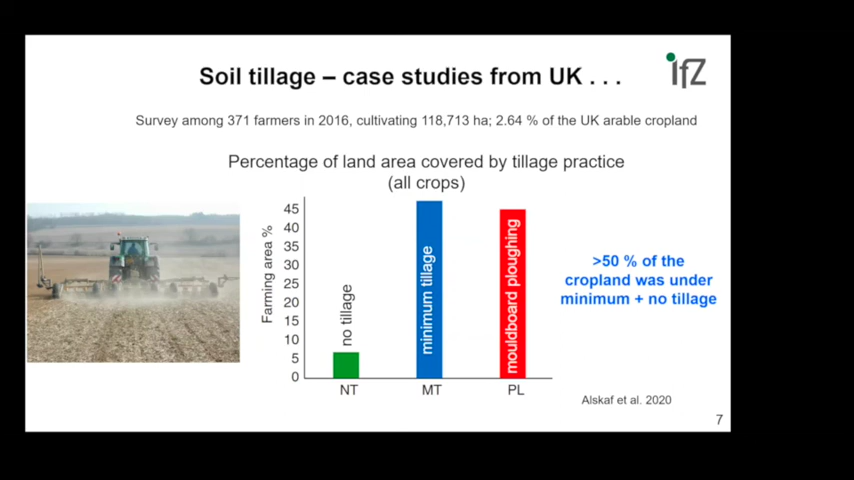 Soil tillage – case studies from UK . . .
ifZ
Survey among 371 farmers in 2016, cultivating 118,713 ha; 2.64 % of the UK arable cropland
Percentage of land area covered by tillage practice
(all crops)
Farming area %
45
40
35
30
25
20
15
10
5
0
no tillage
minimum tillage
mouldboard ploughing
NT
MT
PL
>50 % of the
cropland was under
minimum + no tillage
Alskaf et al. 2020
7